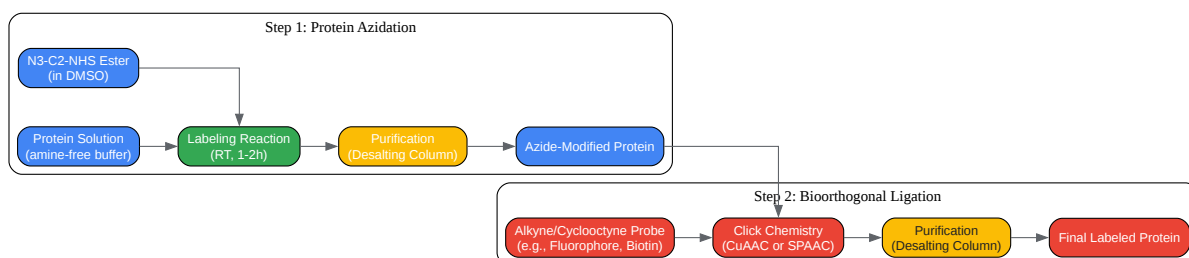 Step 1: Protein Azidation
N3-C2-NHS Ester
(in DMSO)
Protein Solution
(amine-free buffer)
Labeling Reaction
(RT, 1-2h)
Purification
(Desalting Column)
Azide-Modified Protein
Step 2: Bioorthogonal Ligation
Alkyne/Cyclooctyne Probe
(e.g., Fluorophore, Biotin)
Click Chemistry
(CuAAC or SPAAC)
Purification
(Desalting Column)
Final Labeled Protein